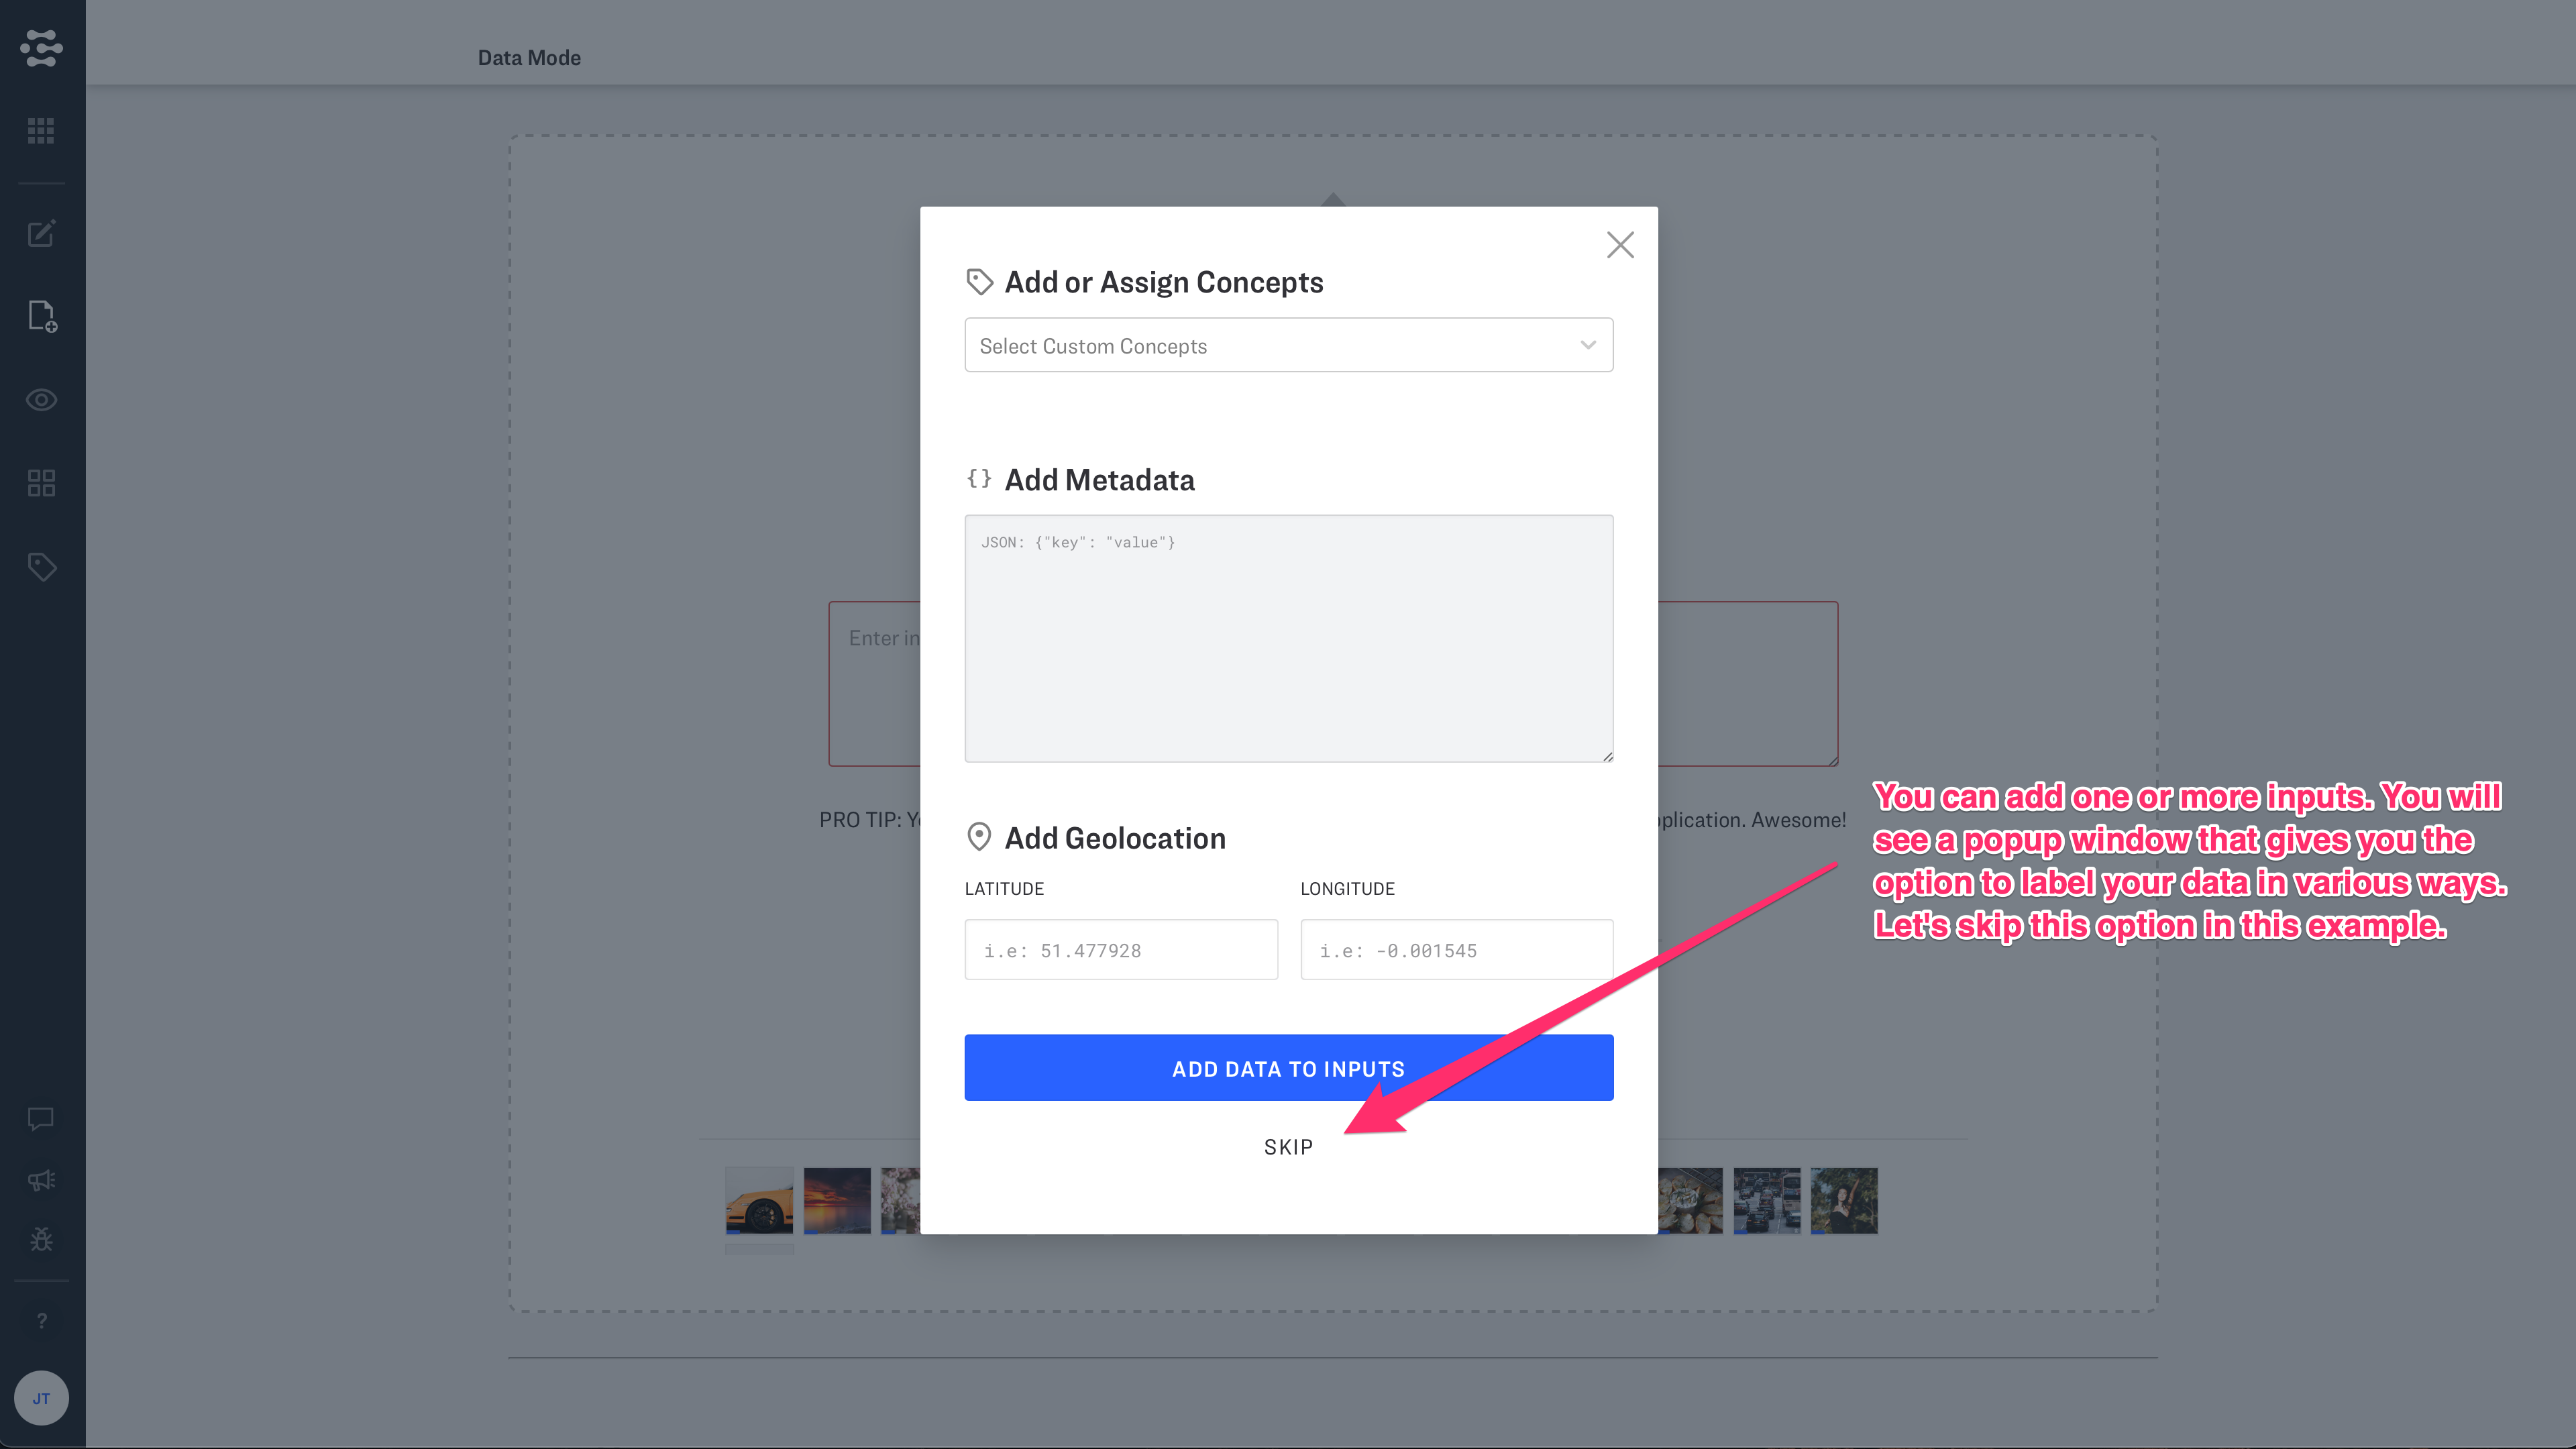 Data Mode
Add or Assign Concepts
Select Custom Concepts
{} Add Metadata
JSON: {"key": "value"}
Enter in
PRO TIP: Y
plication. Awesome!
You can add one or more inputs. You will
see a popup window that gives you the
option to label your data in various ways.
Let's skip this option in this example.
Add Geolocation
LATITUDE
LONGITUDE
i.e: 51.477928
i.e: -0.001545
ADD DATA TO INPUTS
SKIP
?
JT